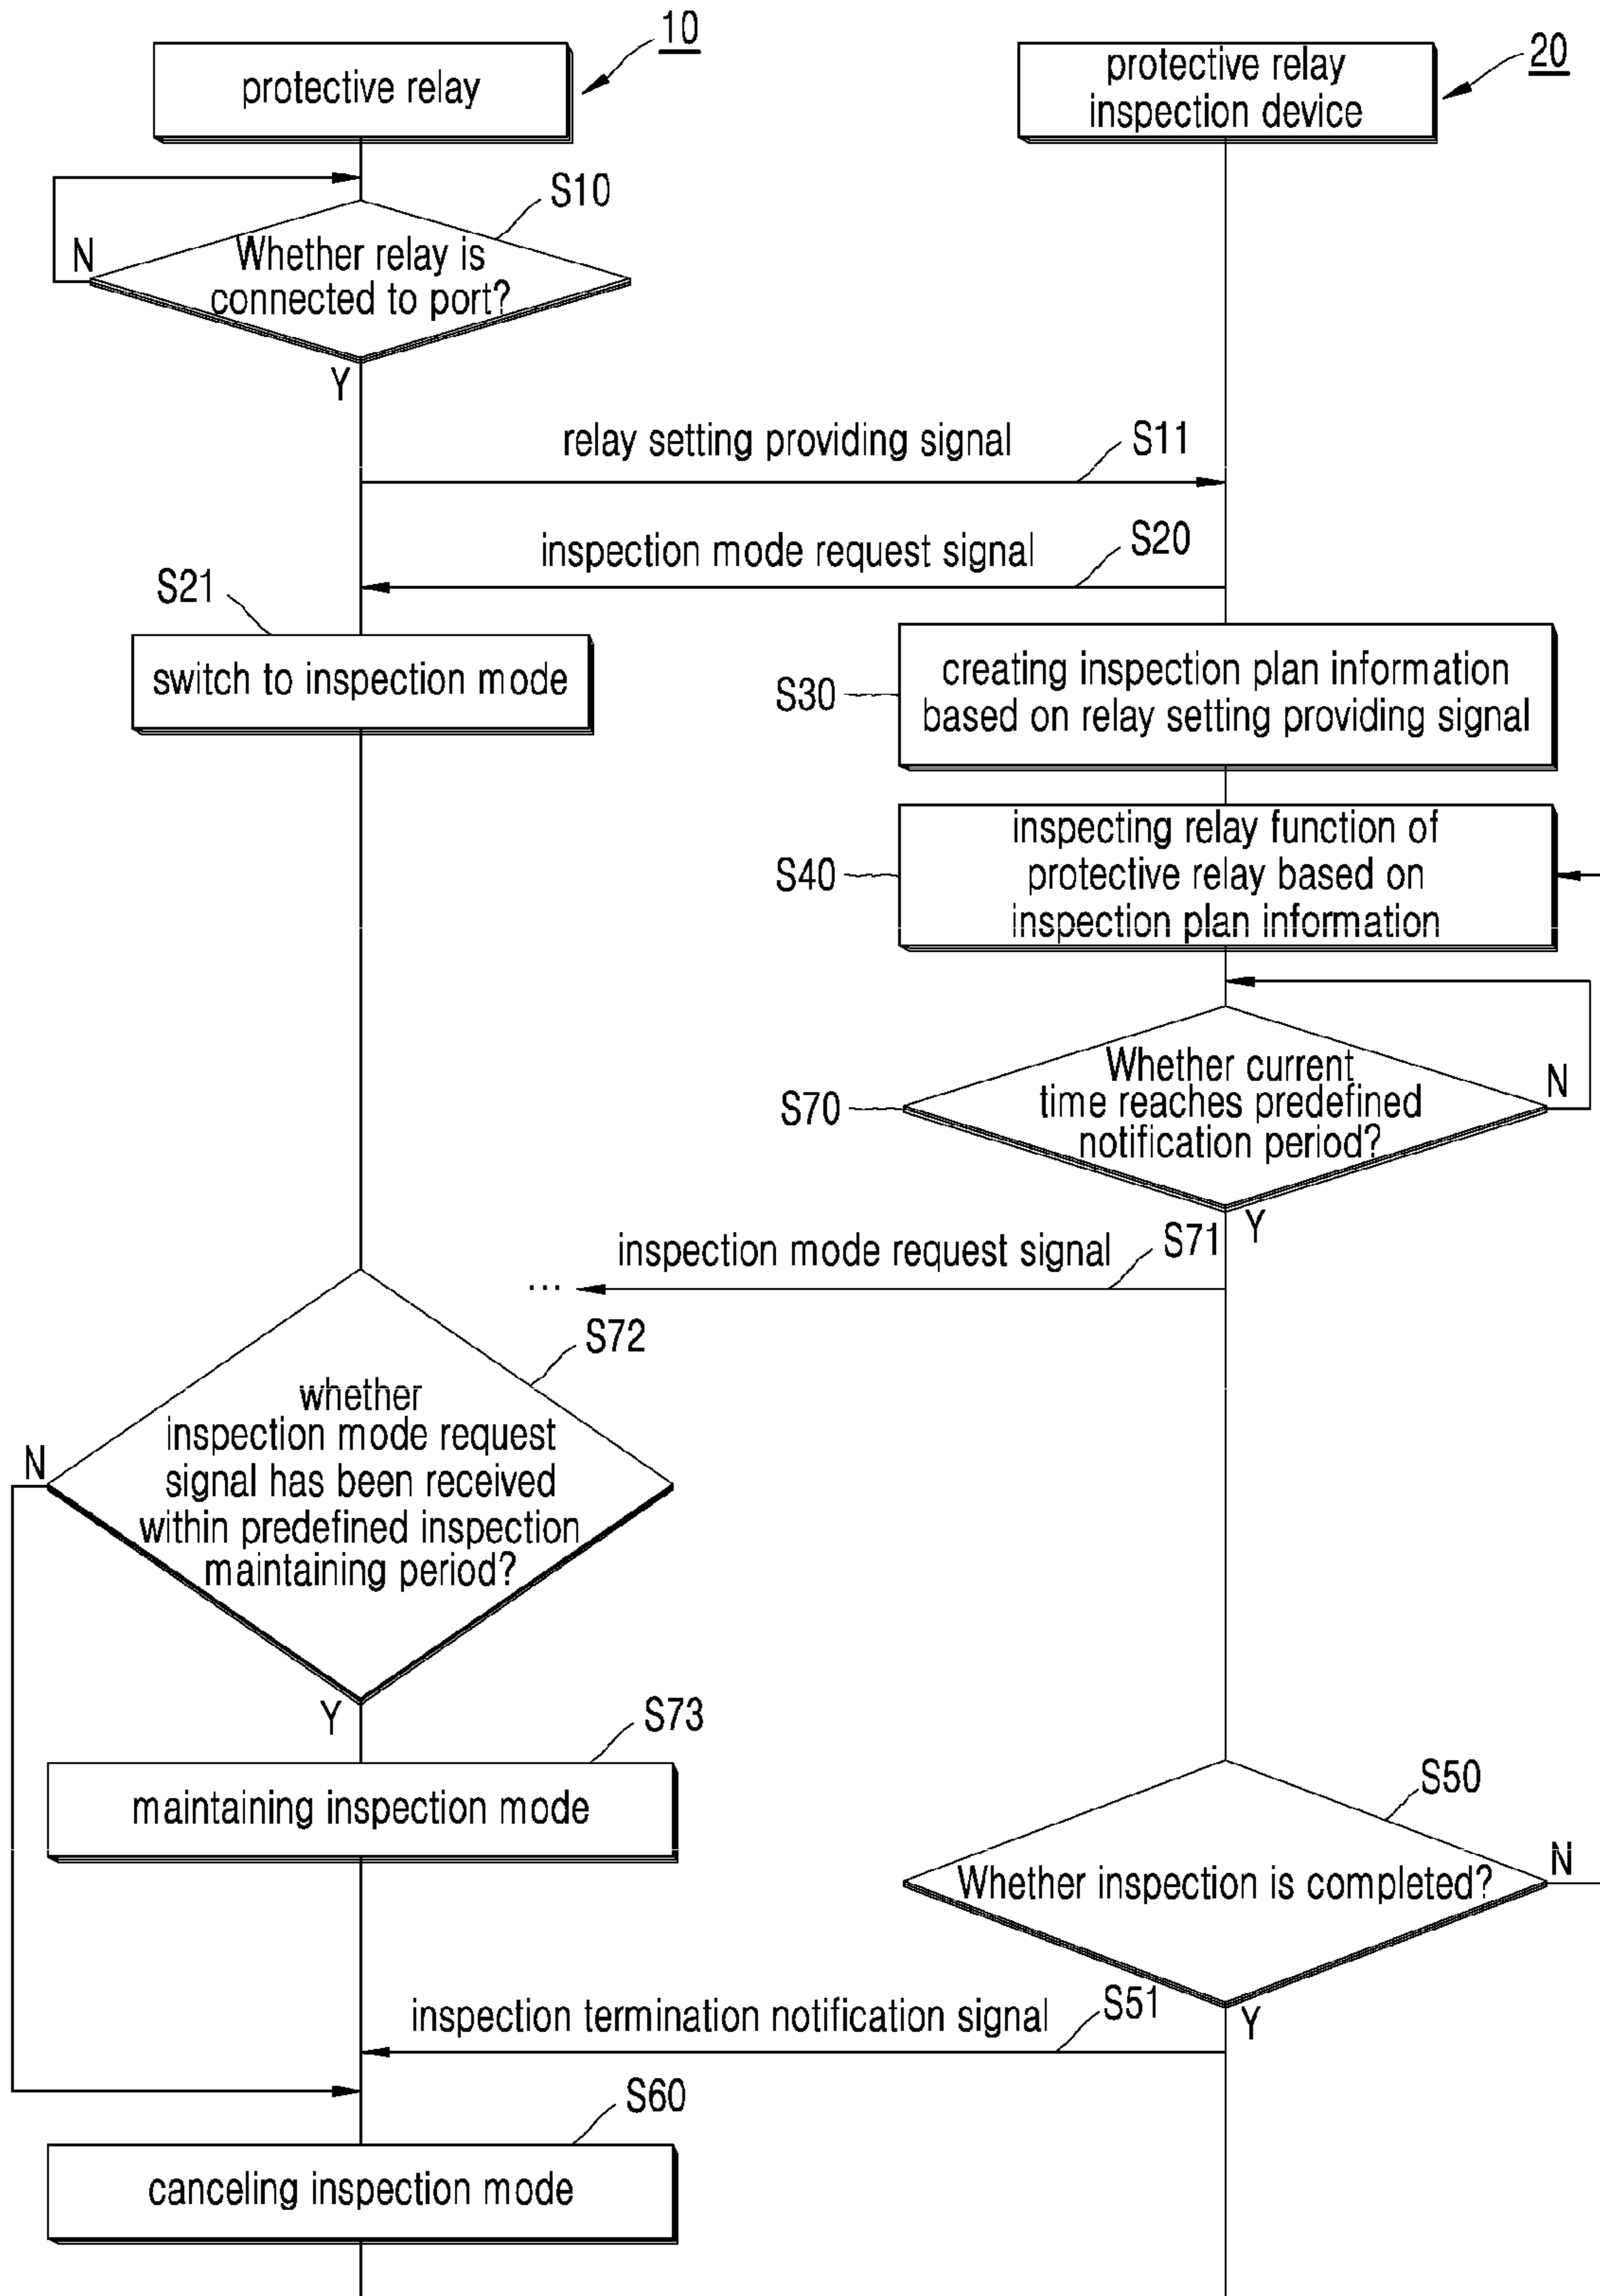 10
protective relay
20
protective relay
inspection device
S10
N
Whether relay is
connected to port?
Y
relay setting providing signal
S11
inspection mode request signal
S20
S21
switch to inspection mode
S30
creating inspection plan information
based on relay setting providing signal
S40
inspecting relay function of
protective relay based on
inspection plan information
S70
Whether current
time reaches predefined
notification period?
N
Y
inspection mode request signal
S71
...
S72
whether
inspection mode request
signal has been received
within predefined inspection
maintaining period?
N
Y
S73
maintaining inspection mode
S50
Whether inspection is completed?
N
Y
inspection termination notification signal
S51
S60
canceling inspection mode